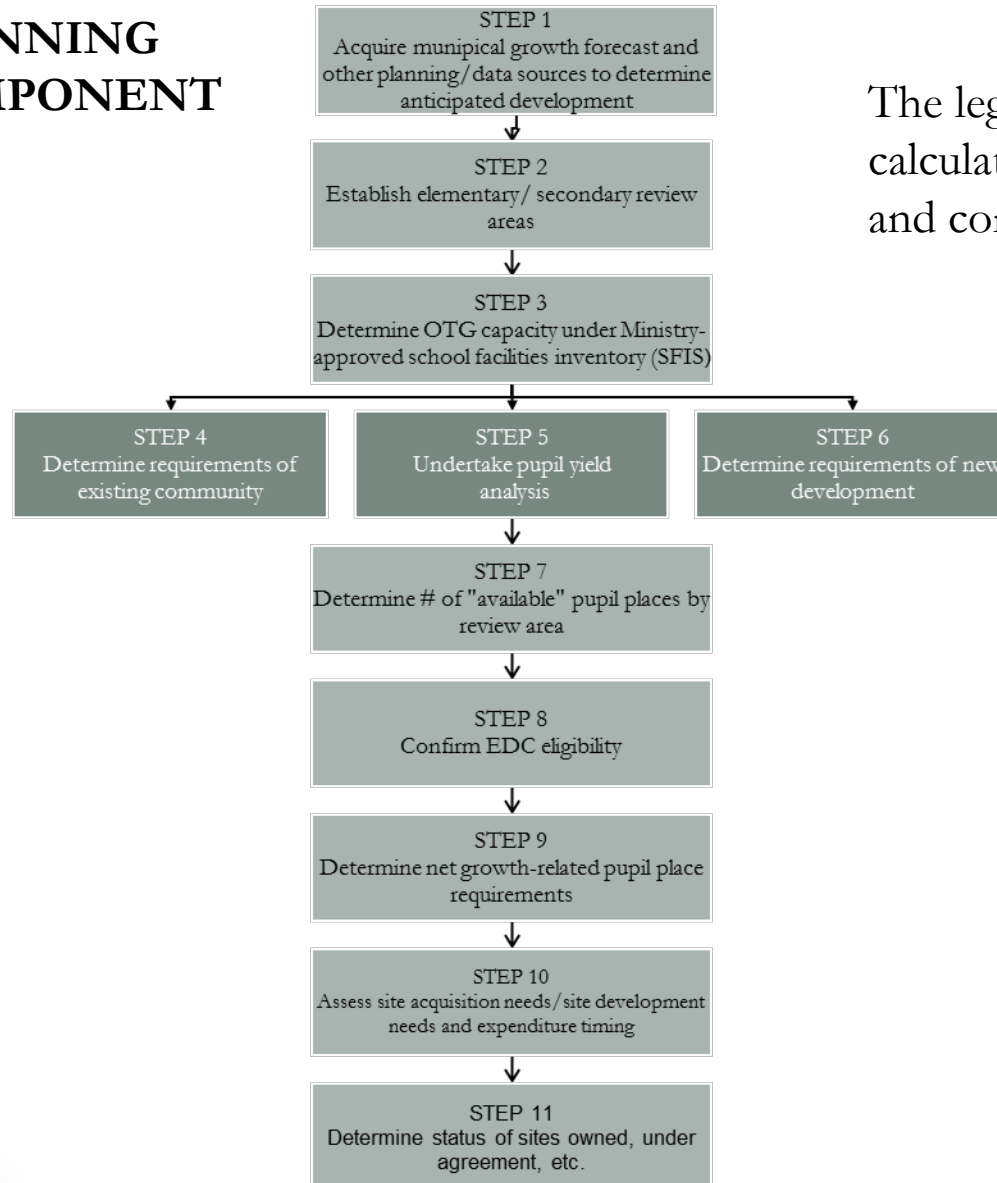 NNING
MPONENT
STEP 1
Acquire munipical growth forecast and
other planning/data sources to determine
anticipated development
The leg
calculat
and cor
STEP 2
Establish elementary/ secondary review
areas
STEP 3
Determine OTG capacity under Ministry-
approved school facilities inventory (SFIS)
STEP 4
Determine requirements of
existing community
STEP 5
Undertake pupil yield
analysis
STEP 6
Determine requirements of new
development
STEP 7
Determine # of "available" pupil places by
review area
STEP 8
Confirm EDC eligibility
STEP 9
Determine net growth-related pupil place
requirements
STEP 10
Assess site acquisition needs/site development
needs and expenditure timing
STEP 11
Determine status of sites owned, under
agreement, etc.